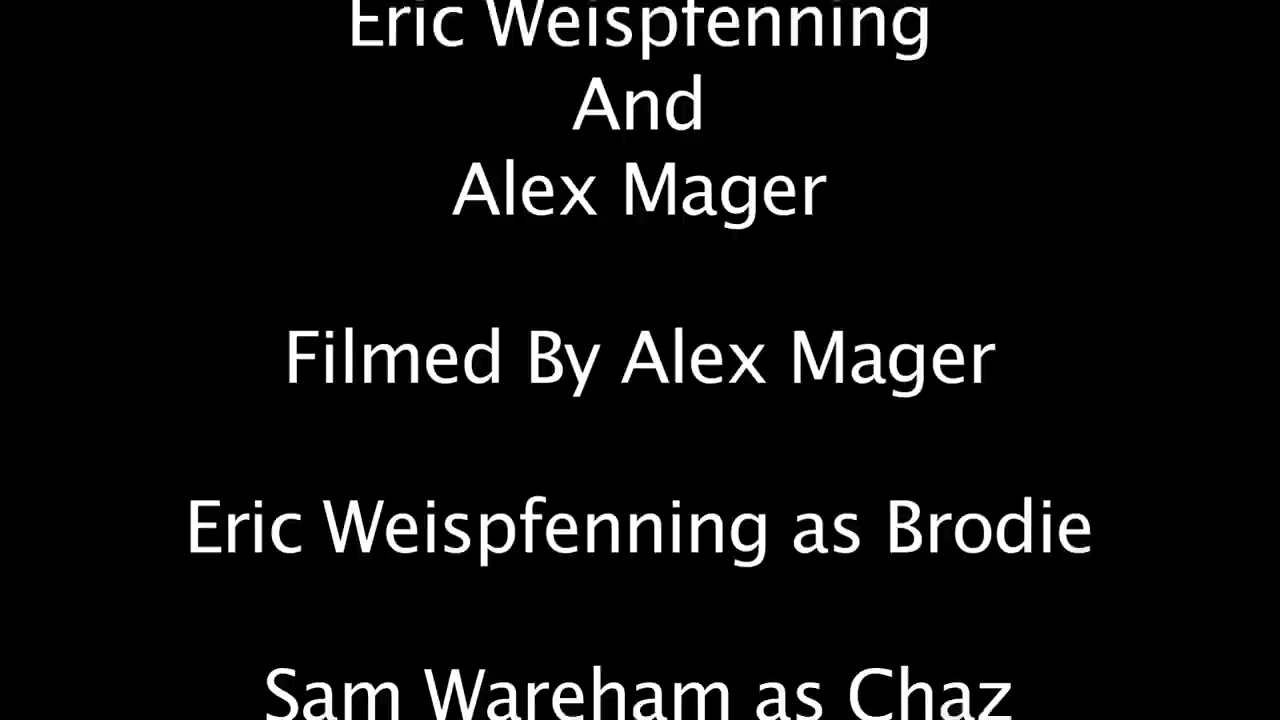 Eric Weispfenning
And
Alex Mager
Filmed By Alex Mager
Eric Weispfenning as Brodie
Sam Wareham as Chaz